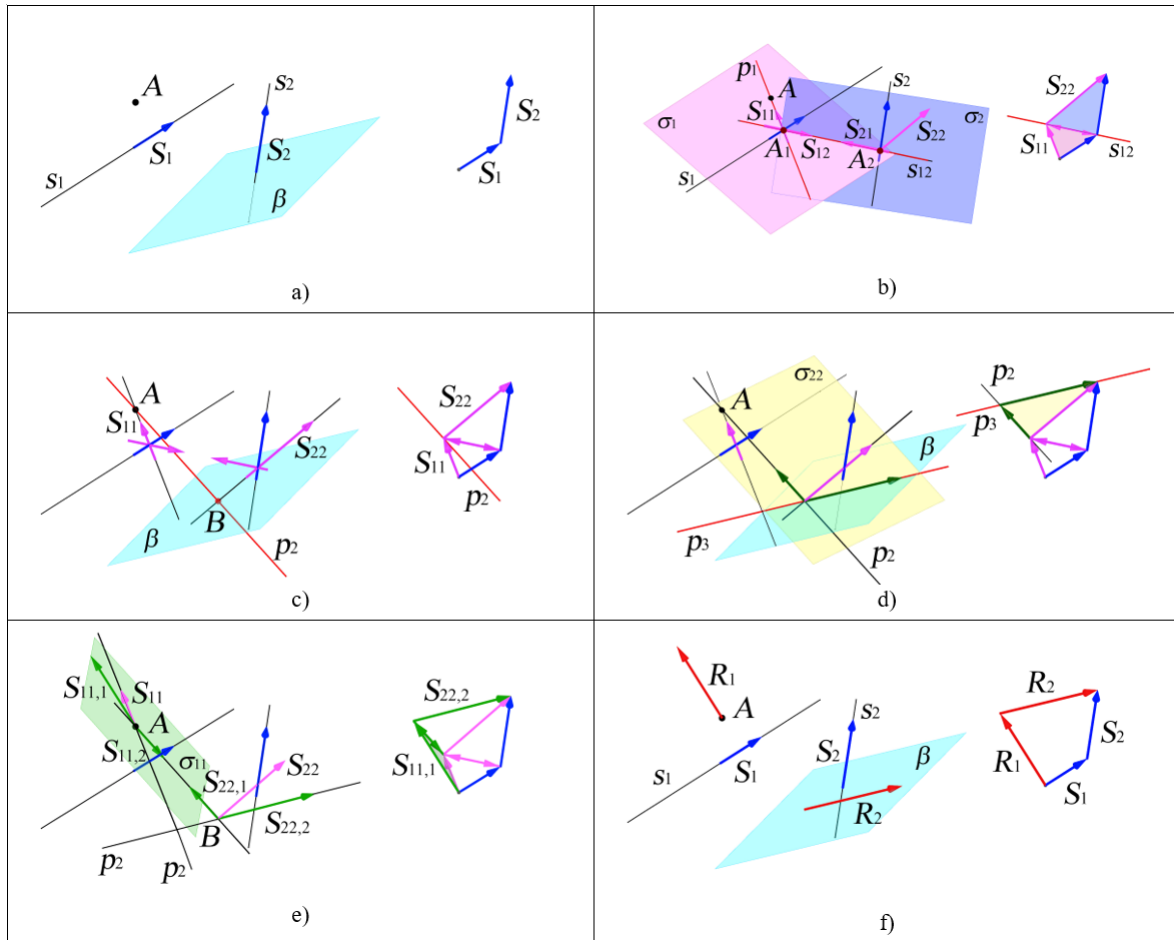 A
s2
S1
S2
s1
β
S2
S1
a)
p1
A
s2
σ1
S11
S21
S22
σ2
A1
S12
A2
s1
s12
S22
S11
s12
b)
A
S11
S22
B
β
p2
S22
S11
p2
c)
σ22
A
β
p3
p2
p2
p3
d)
S11,1
S11
A
S11,2
σ11
S22,1
S22
B
S22,2
p2
p2
S22,2
S11,1
e)
R1
A
s2
S2
s1
S1
β
R2
R2
R1
S2
S1
f)